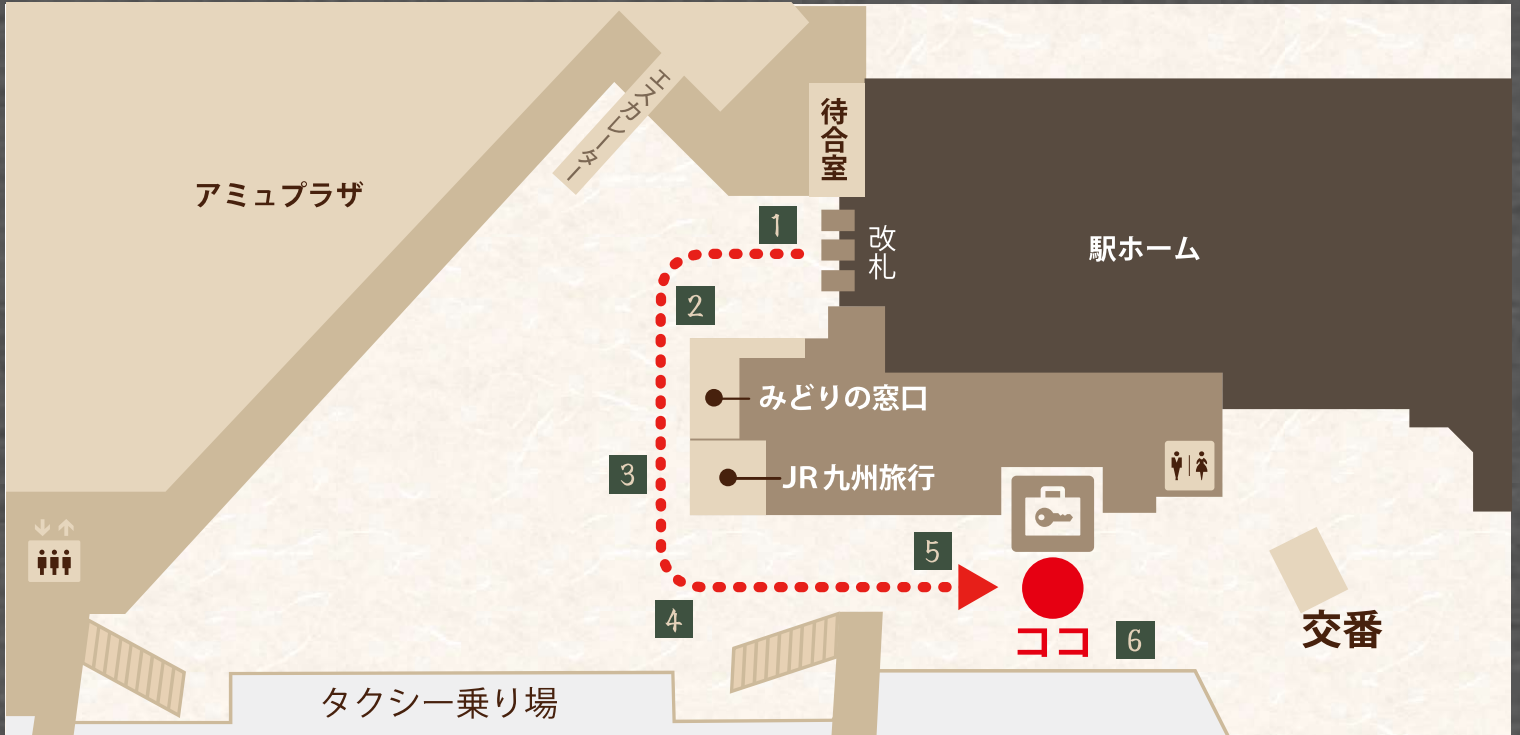 エスカレーター
待合室
アミュプラザ
1
改札
駅ホーム
2
みどりの窓口
3
JR九州旅行
5
4
ココ
6
交番
タクシー乗り場